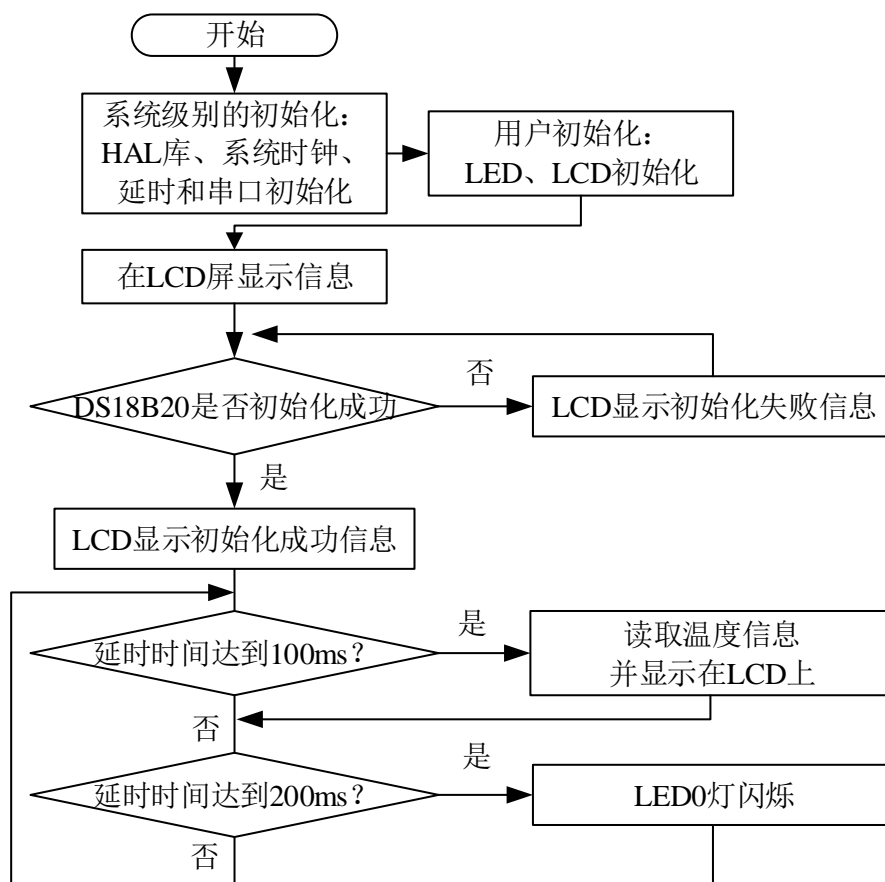 开始
系统级别的初始化：
HAL库、系统时钟、
延时和串口初始化
用户初始化：
LED、LCD初始化
在LCD屏显示信息
DS18B20是否初始化成功
否
LCD显示初始化失败信息
是
LCD显示初始化成功信息
延时时间达到100ms？
是
读取温度信息
并显示在LCD上
否
延时时间达到200ms？
是
LED0灯闪烁
否